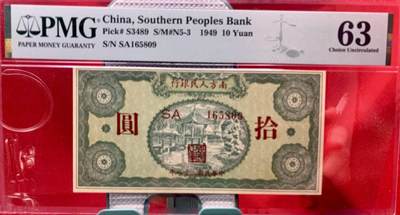 PMG
PAPER MONEY GUARANTY
China, Southern Peoples Bank
Pick# S3489 S/M#N5-3 1949 10 Yuan
S/N SA165809
63
Choice Uncirculated
行銀民人方南
SA 165809
圓 拾